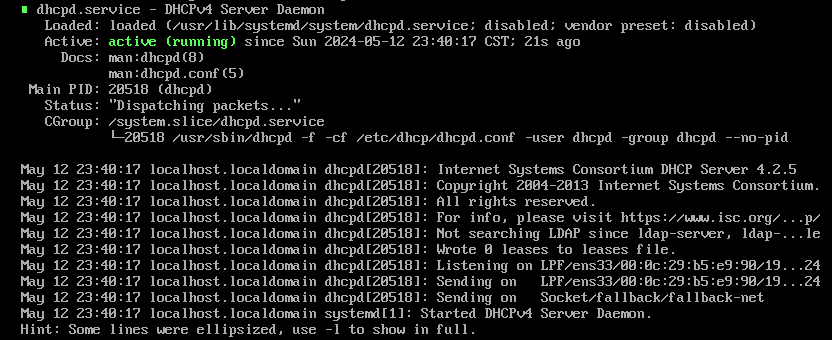 dhcpd.service - DHCPv4 Server Daemon
Loaded: loaded (/usr/lib/systemd/system/dhcpd.service; disabled; vendor preset: disabled)
Active: active (running) since Sun 2024-05-12 23:40:17 CST; 21s ago
Docs: man:dhcpd(8)
man:dhcpd.conf(5)
Main PID: 20518 (dhcpd)
Status: "Dispatching packets..."
CGroup: /system.slice/dhcpd.service
└─20518 /usr/sbin/dhcpd -f -cf /etc/dhcp/dhcpd.conf -user dhcpd -group dhcpd --no-pid
May 12 23:40:17 localhost.localdomain dhcpd[20518]: Internet Systems Consortium DHCP Server 4.2.5
May 12 23:40:17 localhost.localdomain dhcpd[20518]: Copyright 2004-2013 Internet Systems Consortium.
May 12 23:40:17 localhost.localdomain dhcpd[20518]: All rights reserved.
May 12 23:40:17 localhost.localdomain dhcpd[20518]: For info, please visit https://www.isc.org/...p/
May 12 23:40:17 localhost.localdomain dhcpd[20518]: Not searching LDAP since ldap-server, ldap-...le
May 12 23:40:17 localhost.localdomain dhcpd[20518]: Wrote 0 leases to leases file.
May 12 23:40:17 localhost.localdomain dhcpd[20518]: Listening on LPF/ens33/00:0c:29:b5:e9:90/19...24
May 12 23:40:17 localhost.localdomain dhcpd[20518]: Sending on   LPF/ens33/00:0c:29:b5:e9:90/19...24
May 12 23:40:17 localhost.localdomain dhcpd[20518]: Sending on   Socket/fallback/fallback-net
May 12 23:40:17 localhost.localdomain systemd[1]: Started DHCPv4 Server Daemon.
Hint: Some lines were ellipsized, use -l to show in full.